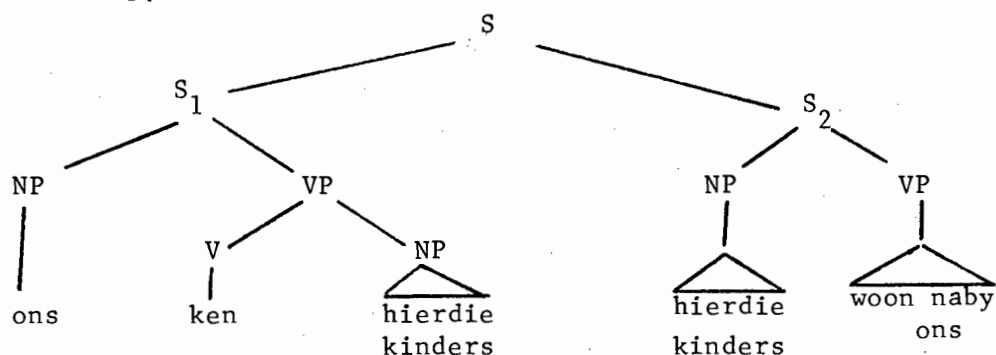 S
S1 S2
NP VP NP VP
V NP
ons ken hierdie hierdie woon naby
kinders kinders ons